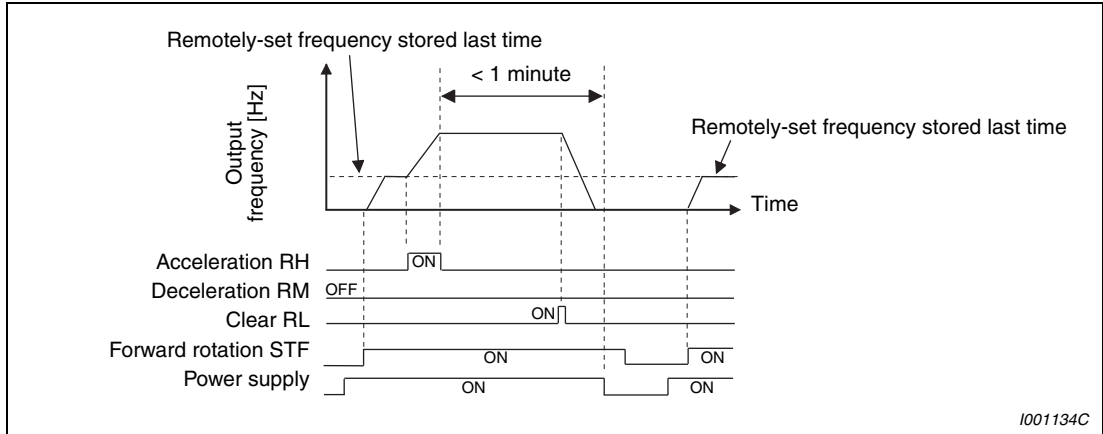 Remotely-set frequency stored last time
< 1 minute
Output
frequency [Hz]
Remotely-set frequency stored last time
Time
Acceleration RH
ON
Deceleration RM
OFF
Clear RL
ON
Forward rotation STF
ON
ON
Power supply
ON
ON
I001134C